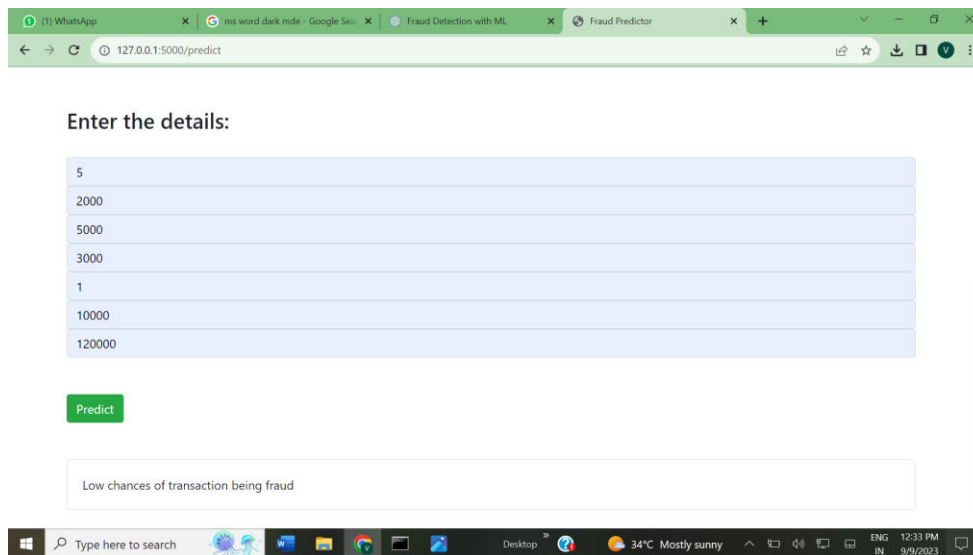 (1) WhatsApp
ms word dark mde - Google Sea
Fraud Detection with ML
Fraud Predictor
127.0.0.1:5000/predict
V
Enter the details:
5
2000
5000
3000
1
10000
120000
Predict
Low chances of transaction being fraud
Type here to search
Desktop
34°C Mostly sunny
ENG
IN
12:33 PM
9/9/2023